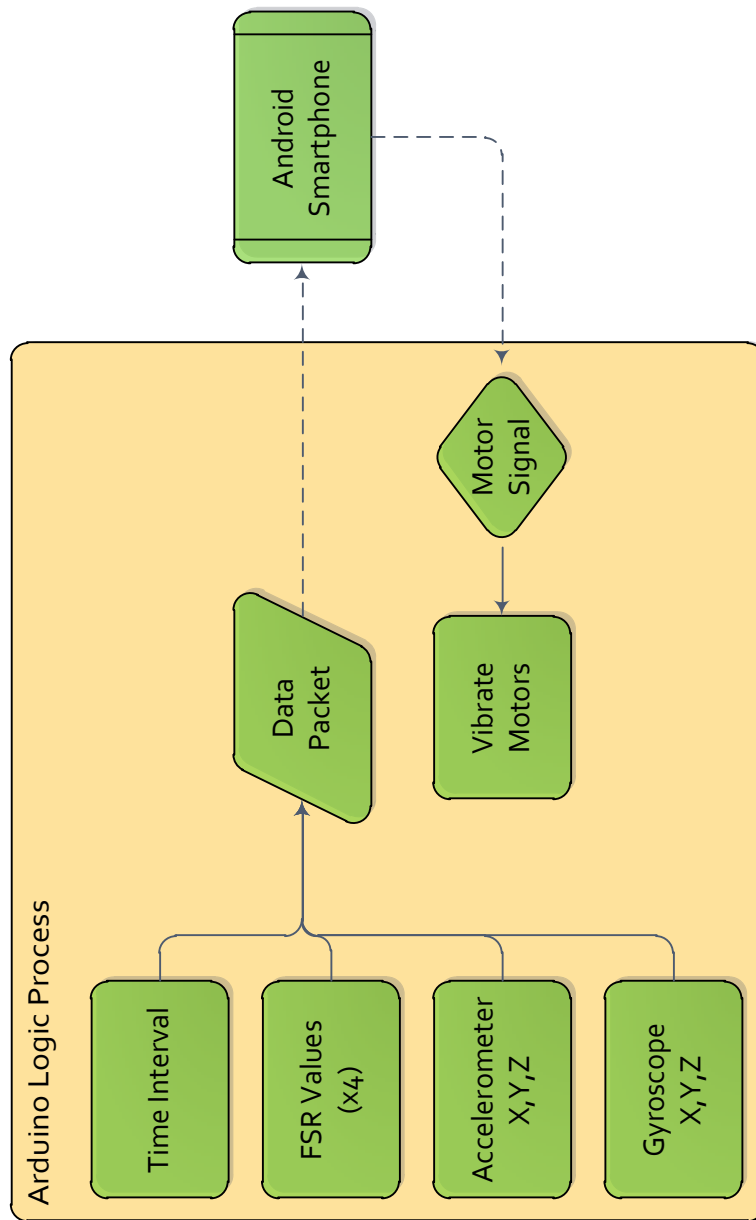 Arduino Logic Process
Time Interval
FSR Values
(x4)
Accelerometer
X,Y,Z
Gyroscope
X,Y,Z
Data
Packet
Vibrate
Motors
Motor
Signal
Android
Smartphone